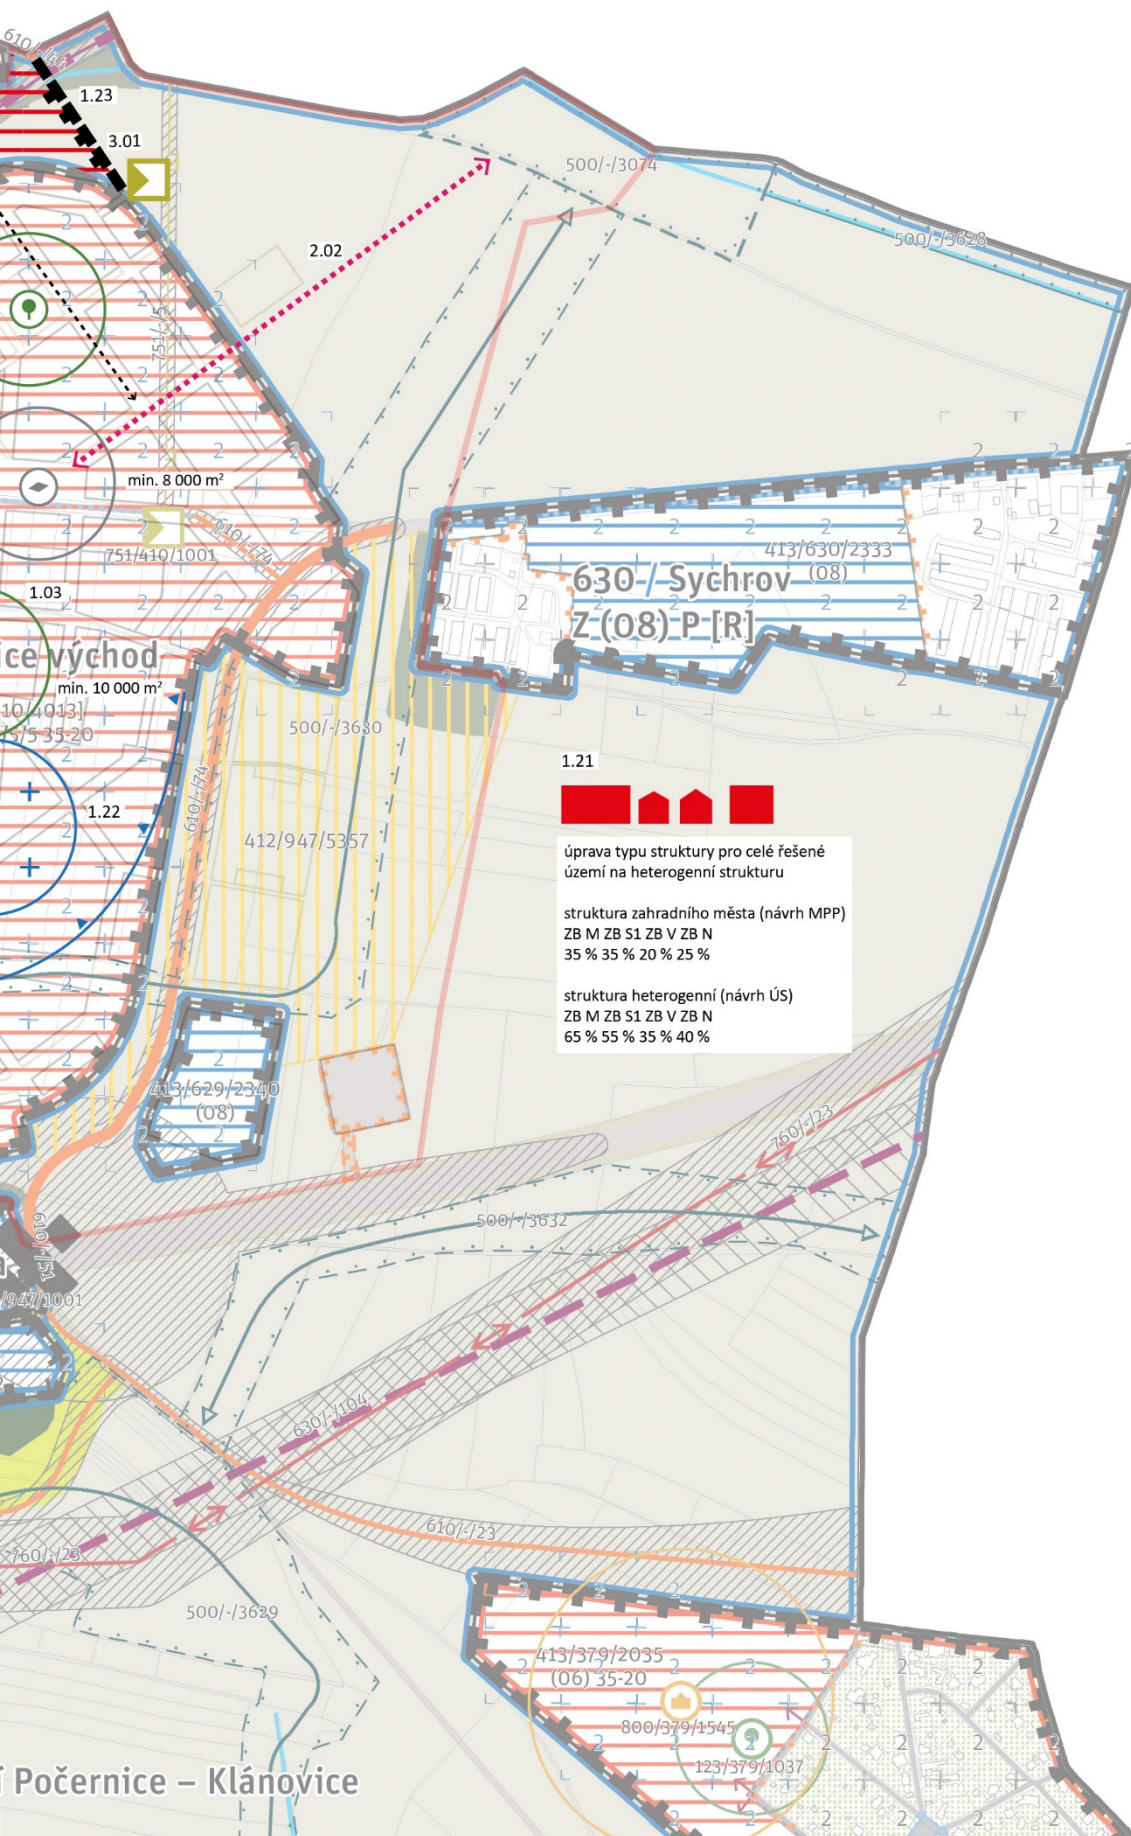 610/-/44
1.23
3.01
500/-/3074
500/-/3628
2.02
751/-/5
min. 8 000 m²
610/-/74
751/410/1001
413/630/2333
(08)
630 / Sychrov
Z (08) P [R]
1.03
ice východ
min. 10 000 m²
10/4013]
/5/5 35-20
500/-/3630
610/-/74
1.22
412/947/5357
1.21
úprava typu struktury pro celé řešené
území na heterogenní strukturu
struktura zahradního města (návrh MPP)
ZB M ZB S1 ZB V ZB N
35 % 35 % 20 % 25 %
struktura heterogenní (návrh ÚS)
ZB M ZB S1 ZB V ZB N
65 % 55 % 35 % 40 %
413/629/2340
(08)
760/-/23
500/-/3632
610/-/51
/947/1001
630/-/104
610/-/23
760/-/23
500/-/3629
413/379/2035
(06) 35-20
800/379/1545
123/379/1037
í Počernice – Klánovice